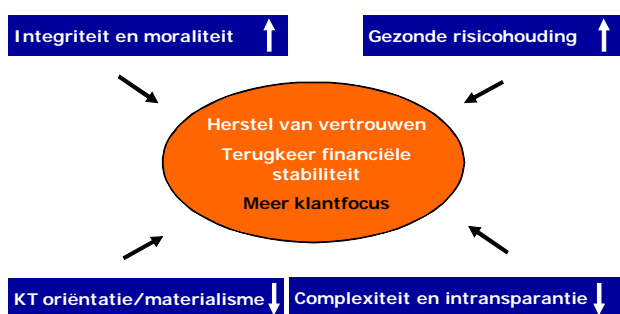 Integriteit en moraliteit
Gezonde risicohouding
Herstel van vertrouwen
Terugkeer financiële
stabiliteit
Meer klantfocus
KT oriëntatie/materialisme
Complexiteit en intransparantie